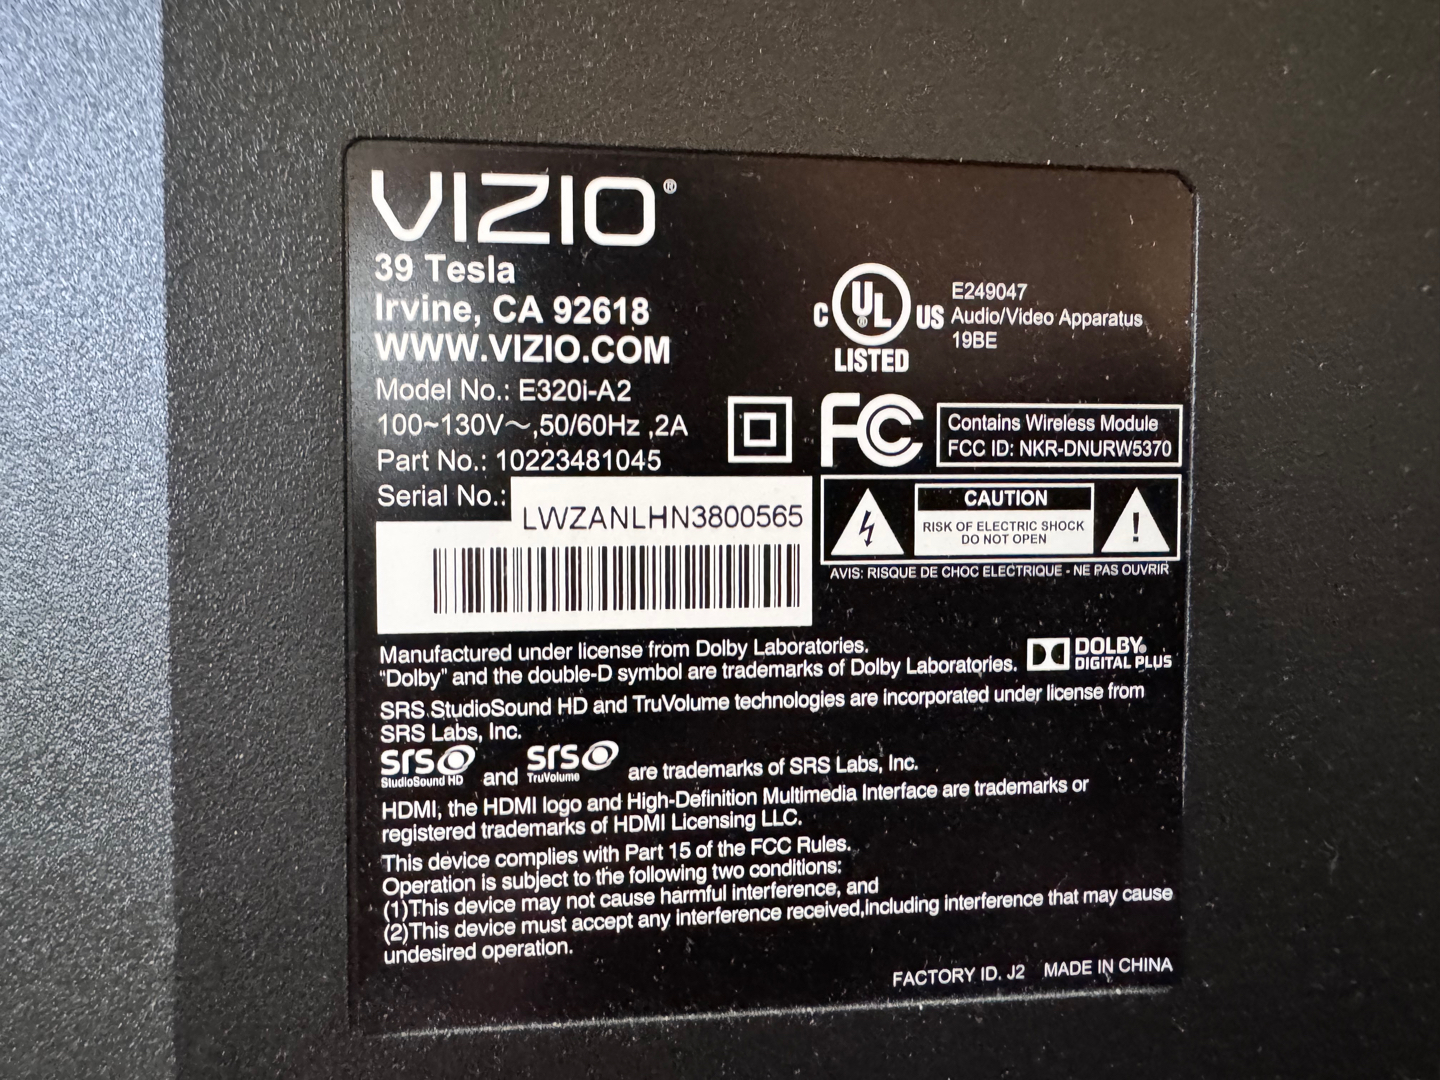 VIZIO®
39 Tesla
Irvine, CA 92618
WWW.VIZIO.COM
Model No.: E320i-A2
100~130V～,50/60Hz ,2A
Part No.: 10223481045
Serial No.:
LWZANLHN3800565
C UL® US
LISTED
E249047
Audio/Video Apparatus
19BE
FC
Contains Wireless Module
FCC ID: NKR-DNURW5370
CAUTION
RISK OF ELECTRIC SHOCK
DO NOT OPEN
!
AVIS: RISQUE DE CHOC ELECTRIQUE - NE PAS OUVRIR
Manufactured under license from Dolby Laboratories.
“Dolby” and the double-D symbol are trademarks of Dolby Laboratories.
DOLBY®
DIGITAL PLUS
SRS StudioSound HD and TruVolume technologies are incorporated under license from
SRS Labs, Inc.
SRS StudioSound HD and SRS TruVolume are trademarks of SRS Labs, Inc.
HDMI, the HDMI logo and High-Definition Multimedia Interface are trademarks or
registered trademarks of HDMI Licensing LLC.
This device complies with Part 15 of the FCC Rules.
Operation is subject to the following two conditions:
(1)This device may not cause harmful interference, and
(2)This device must accept any interference received,including interference that may cause
undesired operation.
FACTORY ID. J2 MADE IN CHINA